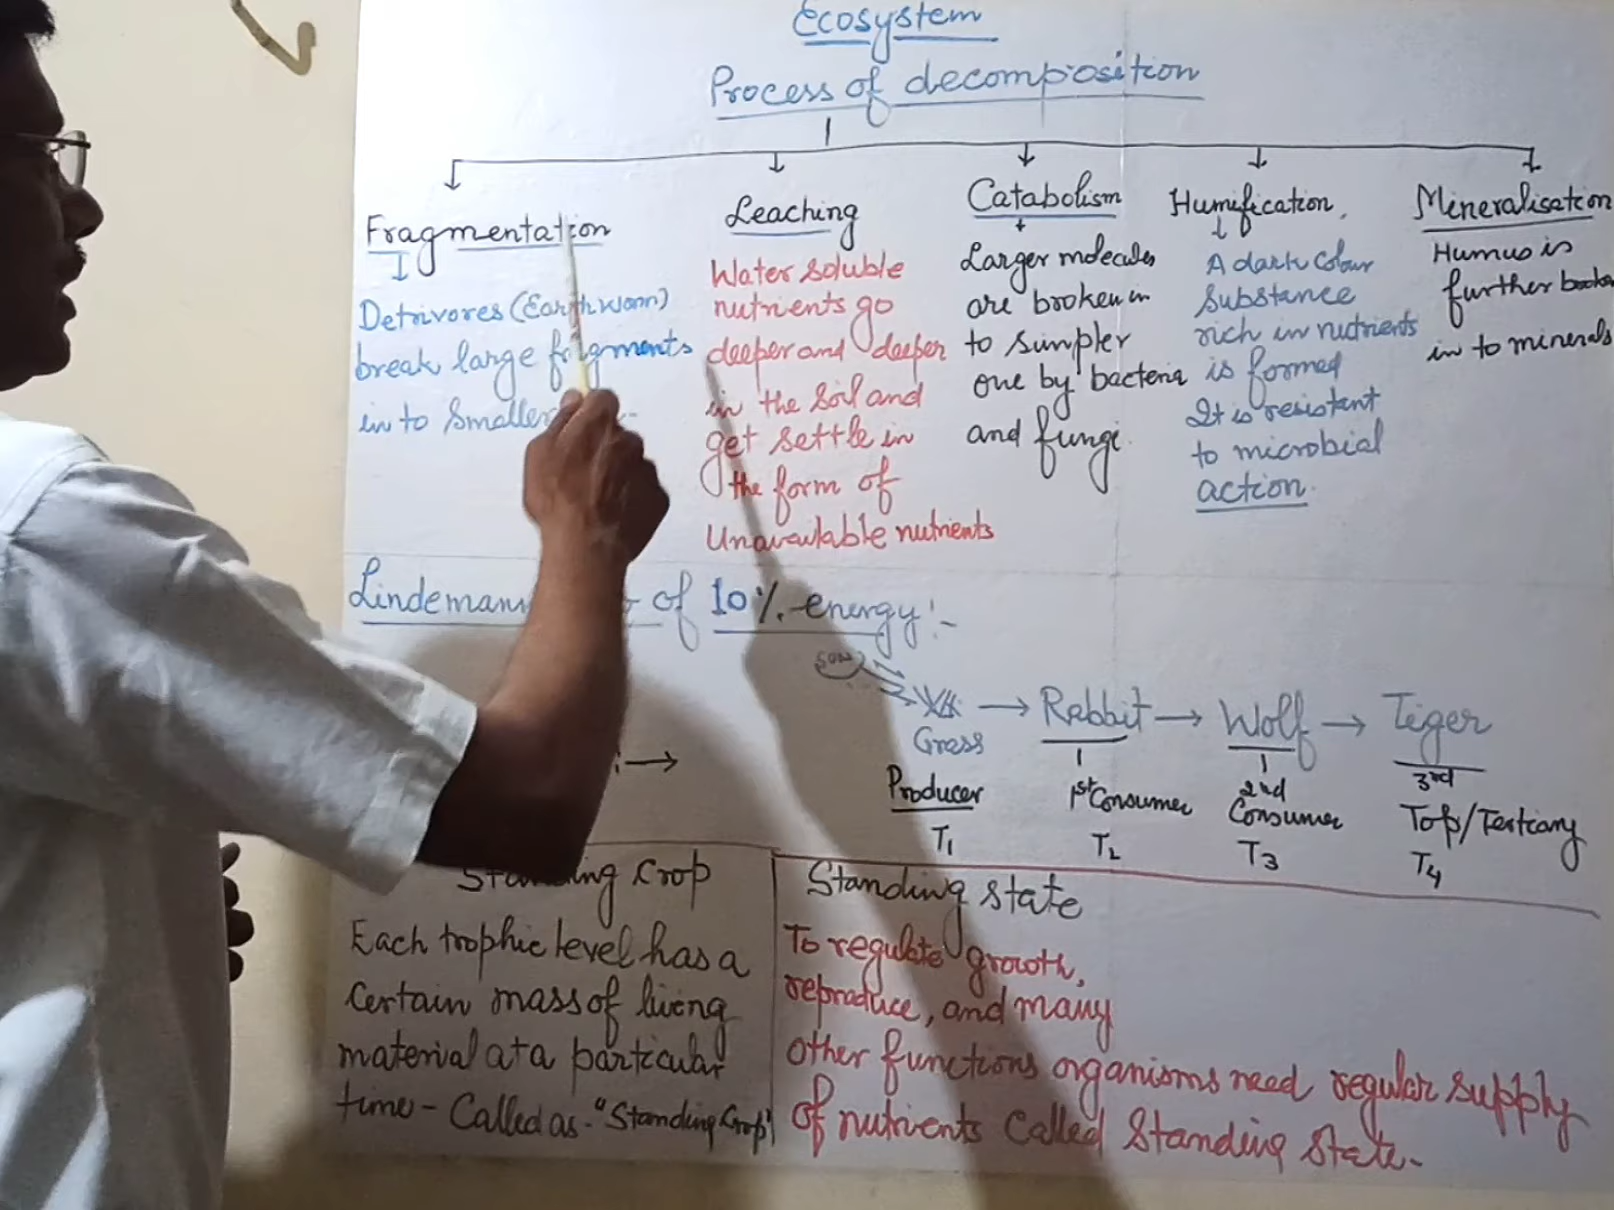 Ecosystem
Process of decomposition
Fragmentation
Detrivores (Earthworm)
break large fragments
in to smaller
Leaching
Water soluble
nutrients go
deeper and deeper
in the soil and
get settle in
the form of
Unavailable nutrients
Catabolism
Larger molecules
are broken in
to simpler
one by bacteria
and fungi.
Humification
A dark Colour
substance
rich in nutrients
is formed
It is resistant
to microbial
action.
Mineralisation
Humus is
further
in to minerals
of 10% energy:-
SUN
Grass → Rabbit → Wolf → Tiger
Producer
T1
1st Consumer
T2
2nd
Consumer
T3
3rd
Top/Tertiary
T4
Standing Crop
Each trophic level has a
Certain mass of living
material at a particular
time - Called as - "Standing Crop"
Standing state
To regulate growth,
reproduce, and many
other functions organisms need regular supply
of nutrients Called Standing State.